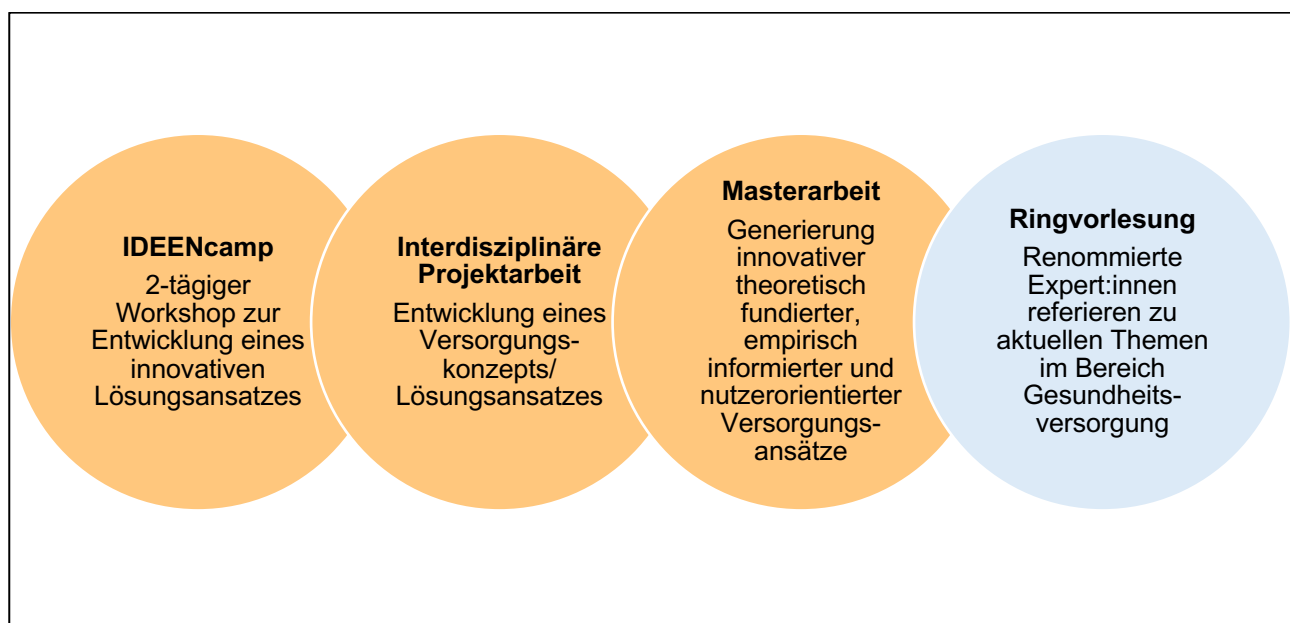 IDEENcamp
2-tägiger
Workshop zur
Entwicklung eines
innovativen
Lösungsansatzes
Interdisziplinäre
Projektarbeit
Entwicklung eines
Versorgungs-
konzepts/
Lösungsansatzes
Masterarbeit
Generierung
innovativer
theoretisch
fundierter,
empirisch
informierter und
nutzerorientierter
Versorgungs-
ansätze
Ringvorlesung
Renommierte
Expert:innen
referieren zu
aktuellen Themen
im Bereich
Gesundheits-
versorgung